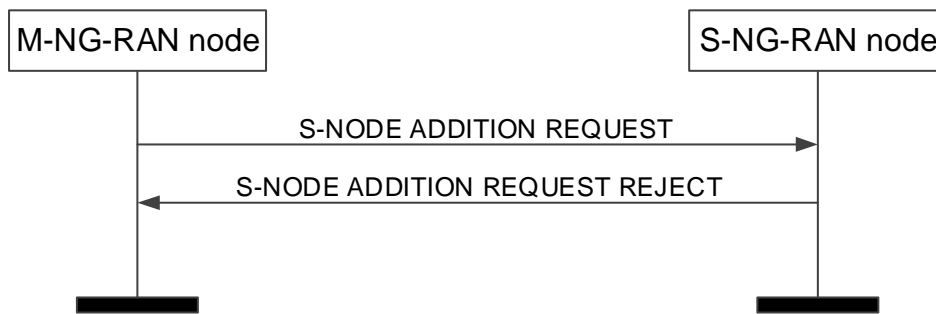 M-NG-RAN node
S-NG-RAN node
S-NODE ADDITION REQUEST
S-NODE ADDITION REQUEST REJECT